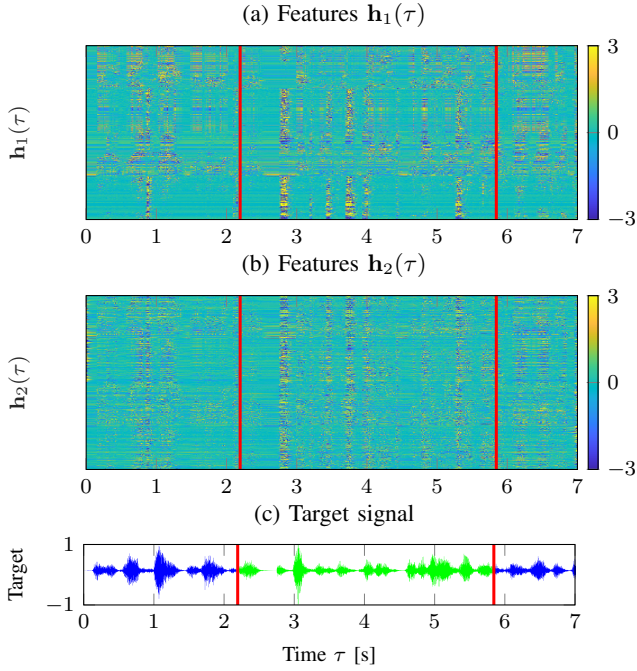 (a) Features h₁(τ)
h₁(τ)
3
0
−3
0 1 2 3 4 5 6 7
(b) Features h₂(τ)
h₂(τ)
3
0
−3
0 1 2 3 4 5 6 7
(c) Target signal
Target
1
−1
0 1 2 3 4 5 6 7
Time τ [s]